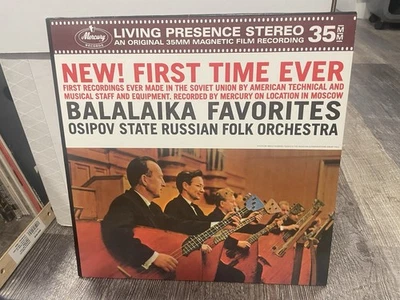 Mercury
RECORDS
LIVING PRESENCE STEREO
AN ORIGINAL 35MM MAGNETIC FILM RECORDING
35MM
NEW! FIRST TIME EVER
FIRST RECORDINGS EVER MADE IN THE SOVIET UNION BY AMERICAN TECHNICAL AND
MUSICAL STAFF AND EQUIPMENT, RECORDED BY MERCURY ON LOCATION IN MOSCOW
BALALAIKA FAVORITES
OSIPOV STATE RUSSIAN FOLK ORCHESTRA